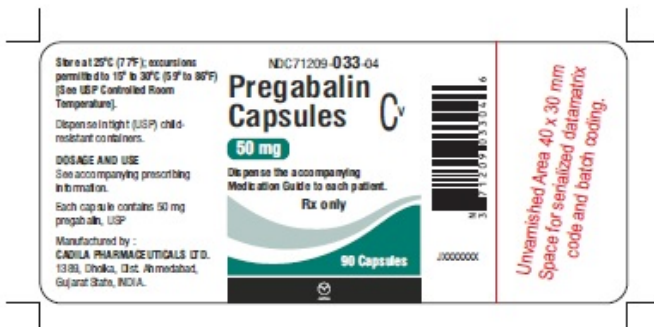 Store at 25°C (77°F); excursions
permitted to 15° to 30°C (59° to 86°F)
[See USP Controlled Room
Temperature].
Dispense in tight (USP) child-
resistant containers.
DOSAGE AND USE
See accompanying prescribing
information.
Each capsule contains 50 mg
pregabalin, USP
Manufactured by :
CADILA PHARMACEUTICALS LTD.
1389, Dholka, Dist. Ahmedabad,
Gujarat State, INDIA.
NDC71209-033-04
Pregabalin
Capsules
CV
50 mg
Dispense the accompanying
Medication Guide to each patient.
Rx only
90 Capsules
N
3 71209 03304 6
JXXXXXXX
Unvarnished Area 40 x 30 mm
Space for serialized datamatrix
code and batch coding.